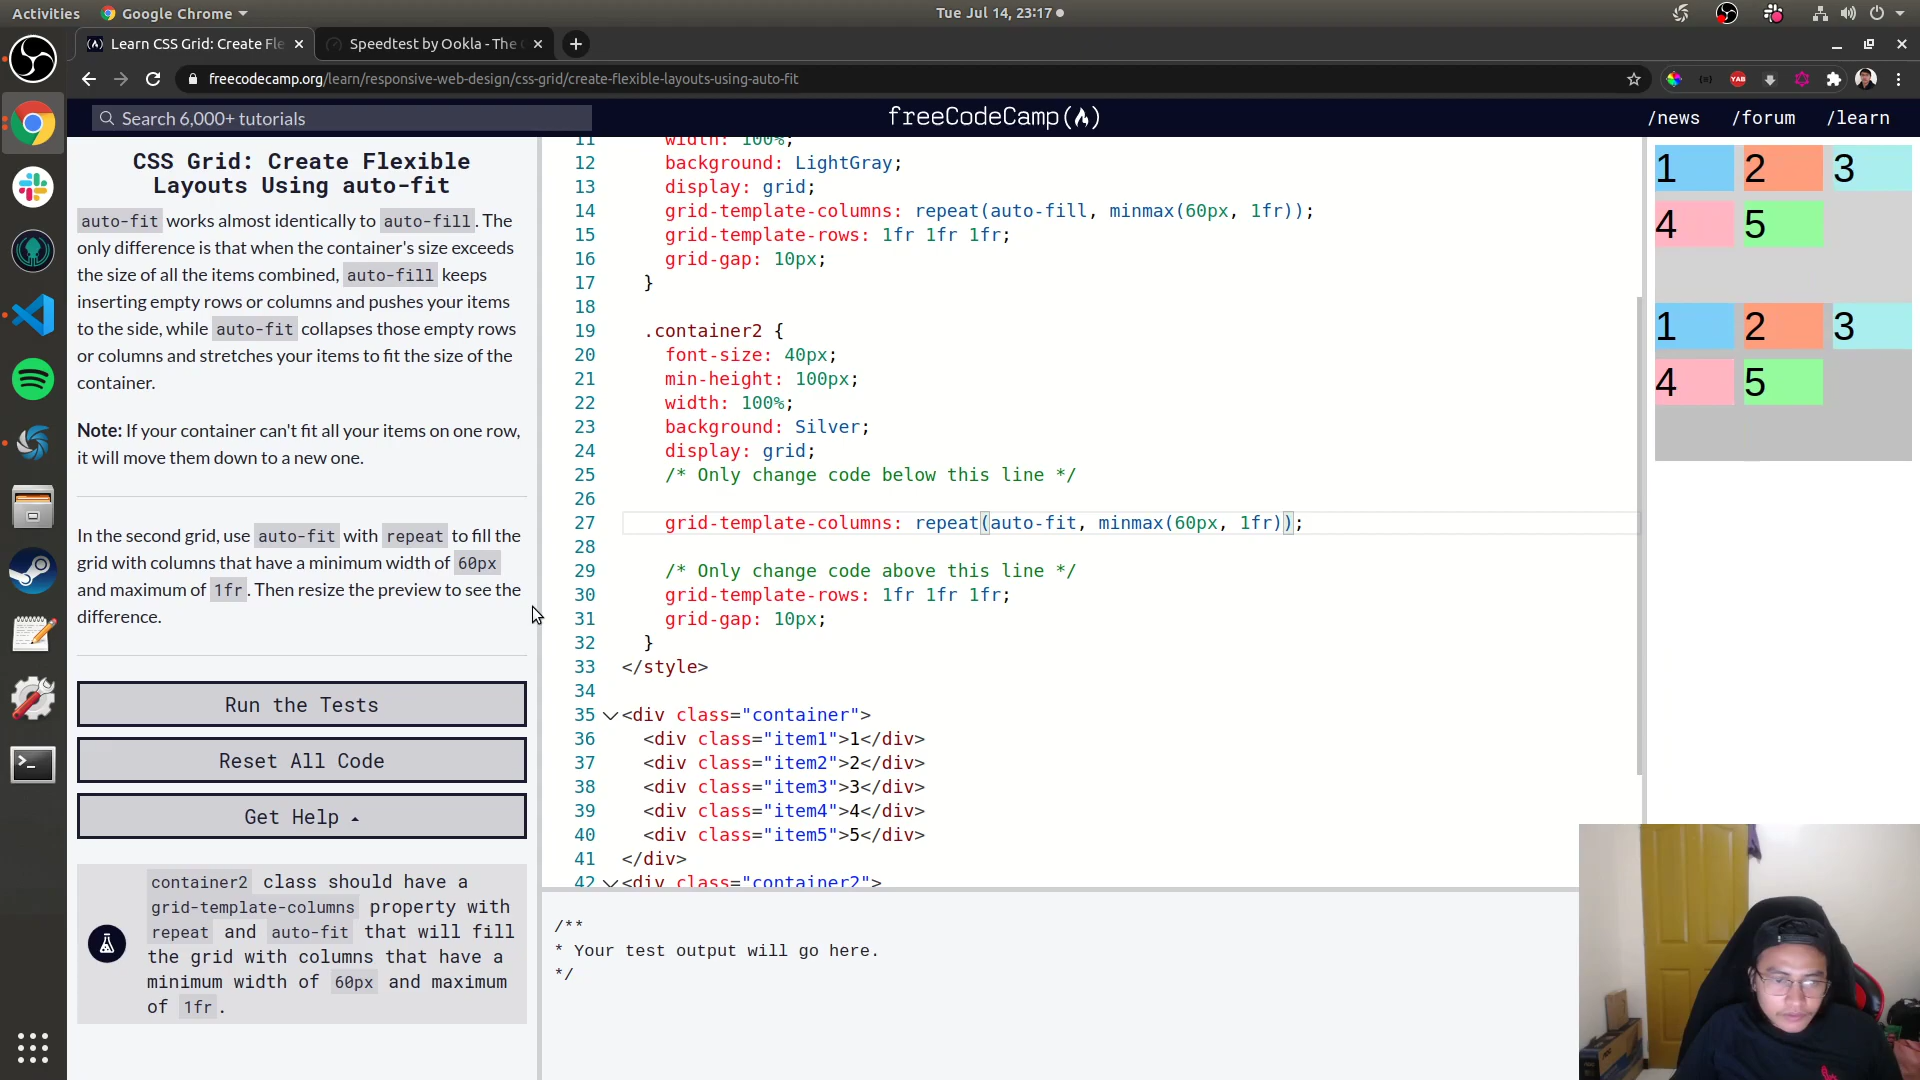 Activities
Google Chrome
Tue Jul 14, 23:17
Learn CSS Grid: Create Fle
Speedtest by Ookla - The
freecodecamp.org/learn/responsive-web-design/css-grid/create-flexible-layouts-using-auto-fit
YAB
Search 6,000+ tutorials
freeCodeCamp
/news
/forum
/learn
CSS Grid: Create Flexible
Layouts Using auto-fit
auto-fit works almost identically to auto-fill. The
only difference is that when the container's size exceeds
the size of all the items combined, auto-fill keeps
inserting empty rows or columns and pushes your items
to the side, while auto-fit collapses those empty rows
or columns and stretches your items to fit the size of the
container.
Note: If your container can't fit all your items on one row,
it will move them down to a new one.
In the second grid, use auto-fit with repeat to fill the
grid with columns that have a minimum width of 60px
and maximum of 1fr. Then resize the preview to see the
difference.
Run the Tests
Reset All Code
Get Help
container2 class should have a
grid-template-columns property with
repeat and auto-fit that will fill
the grid with columns that have a
minimum width of 60px and maximum
of 1fr.
11 width: 100%;
12 background: LightGray;
13 display: grid;
14 grid-template-columns: repeat(auto-fill, minmax(60px, 1fr));
15 grid-template-rows: 1fr 1fr 1fr;
16 grid-gap: 10px;
17 }
18
19 .container2 {
20 font-size: 40px;
21 min-height: 100px;
22 width: 100%;
23 background: Silver;
24 display: grid;
25 /* Only change code below this line */
26
27 grid-template-columns: repeat(auto-fit, minmax(60px, 1fr));
28
29 /* Only change code above this line */
30 grid-template-rows: 1fr 1fr 1fr;
31 grid-gap: 10px;
32 }
33 </style>
34
35 <div class="container">
36 <div class="item1">1</div>
37 <div class="item2">2</div>
38 <div class="item3">3</div>
39 <div class="item4">4</div>
40 <div class="item5">5</div>
41 </div>
42 <div class="container2">
/**
* Your test output will go here.
*/
1 2 3
4 5
1 2 3
4 5